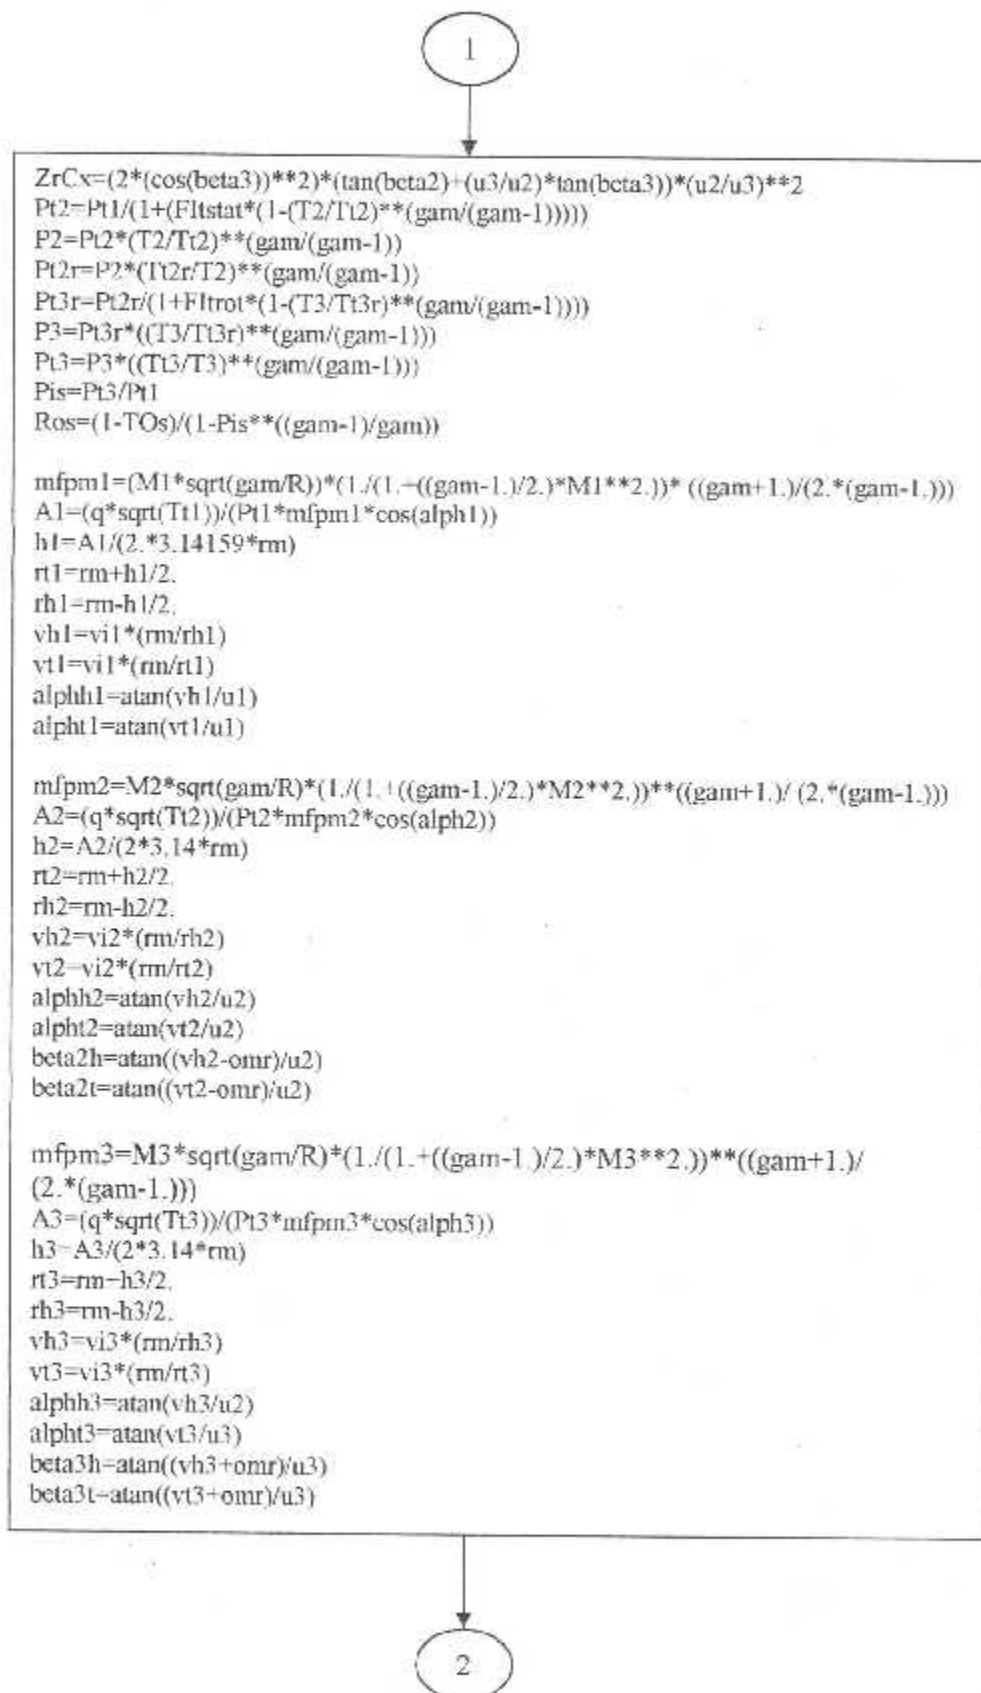 1
ZrCx=(2*(cos(beta3))**2)*(tan(beta2)+(u3/u2)*tan(beta3))*(u2/u3)**2
Pt2=Pt1/(1+(FItstat*(1-(T2/Tt2)**(gam/(gam-1)))))
P2=Pt2*(T2/Tt2)**(gam/(gam-1))
Pt2r=P2*(Tt2r/T2)**(gam/(gam-1))
Pt3r=Pt2r/(1+FItrot*(1-(T3/Tt3r)**(gam/(gam-1))))
P3=Pt3r*((T3/Tt3r)**(gam/(gam-1)))
Pt3=P3*((Tt3/T3)**(gam/(gam-1)))
Pis=Pt3/Pt1
Ros=(1-TOs)/(1-Pis**((gam-1)/gam))
mfpm1=(M1*sqrt(gam/R))*(1./(1.+((gam-1.)/2.)*M1**2.))* ((gam+1.)/(2.*(gam-1.)))
A1=(q*sqrt(Tt1))/(Pt1*mfpm1*cos(alph1))
h1=A1/(2.*3.14159*rm)
rt1=rm+h1/2.
rh1=rm-h1/2.
vh1=vi1*(rm/rh1)
vt1=vi1*(rm/rt1)
alphh1=atan(vh1/u1)
alpht1=atan(vt1/u1)
mfpm2=M2*sqrt(gam/R)*(1./(1.+((gam-1.)/2.)*M2**2.))**((gam+1.)/ (2.*(gam-1.)))
A2=(q*sqrt(Tt2))/(Pt2*mfpm2*cos(alph2))
h2=A2/(2*3.14*rm)
rt2=rm+h2/2.
rh2=rm-h2/2.
vh2=vi2*(rm/rh2)
vt2=vi2*(rm/rt2)
alphh2=atan(vh2/u2)
alpht2=atan(vt2/u2)
beta2h=atan((vh2-omr)/u2)
beta2t=atan((vt2-omr)/u2)
mfpm3=M3*sqrt(gam/R)*(1./(1.+((gam-1.)/2.)*M3**2.))**((gam+1.)/
(2.*(gam-1.)))
A3=(q*sqrt(Tt3))/(Pt3*mfpm3*cos(alph3))
h3=A3/(2*3.14*rm)
rt3=rm+h3/2.
rh3=rm-h3/2.
vh3=vi3*(rm/rh3)
vt3=vi3*(rm/rt3)
alphh3=atan(vh3/u2)
alpht3=atan(vt3/u3)
beta3h=atan((vh3+omr)/u3)
beta3t=atan((vt3+omr)/u3)
2